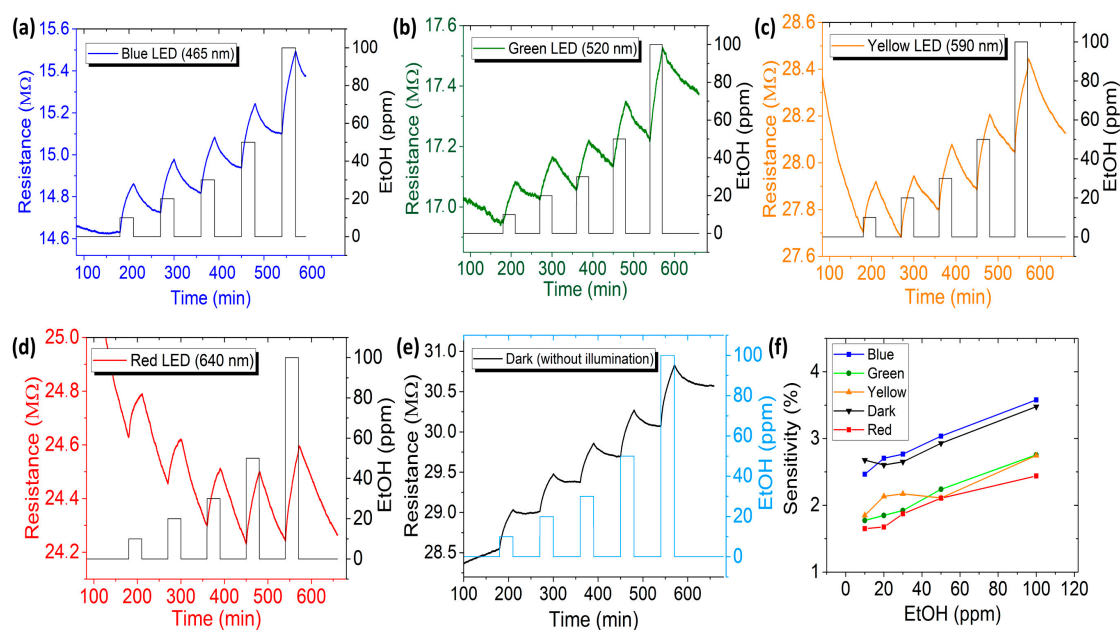 (a)
Blue LED (465 nm)
Resistance (MΩ)
15.6
15.4
15.2
15.0
14.8
14.6
100
80
60
40
20
0
EtOH (ppm)
100 200 300 400 500 600
Time (min)
(b)
Green LED (520 nm)
Resistance (MΩ)
17.6
17.4
17.2
17.0
100
80
60
40
20
0
EtOH (ppm)
100 200 300 400 500 600
Time (min)
(c)
Yellow LED (590 nm)
Resistance (MΩ)
28.6
28.4
28.2
28.0
27.8
27.6
100
80
60
40
20
0
EtOH (ppm)
100 200 300 400 500 600
Time (min)
(d)
Red LED (640 nm)
Resistance (MΩ)
25.0
24.8
24.6
24.4
24.2
100
80
60
40
20
0
EtOH (ppm)
100 200 300 400 500 600
Time (min)
(e)
Dark (without illumination)
Resistance (MΩ)
31.0
30.5
30.0
29.5
29.0
28.5
100
80
60
40
20
0
EtOH (ppm)
100 200 300 400 500 600
Time (min)
(f)
Blue
Green
Yellow
Dark
Red
Sensitivity (%)
4
3
2
1
0 20 40 60 80 100 120
EtOH (ppm)